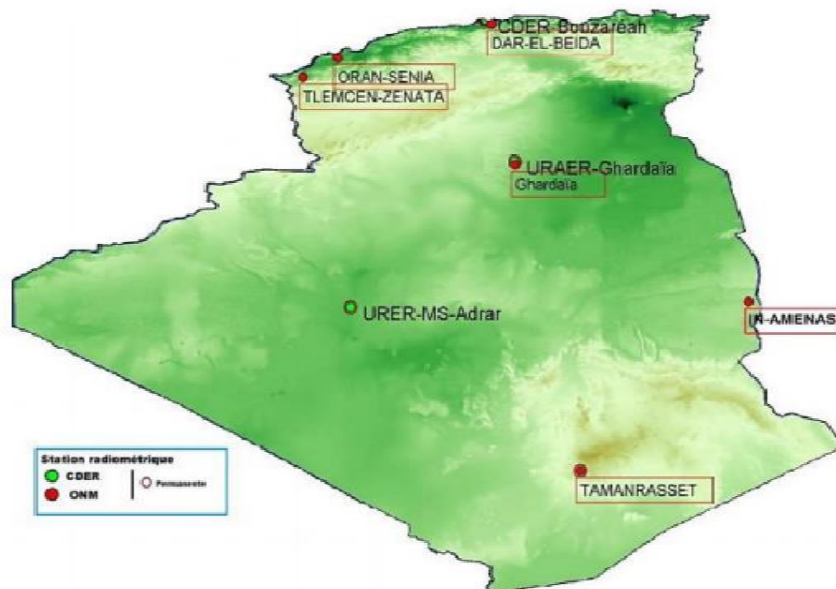 CDER-Bouzaréah
DAR-EL-BEIDA
ORAN-SENIA
TLEMCEN-ZENATA
URAER-Ghardaïa
Ghardaïa
URER-MS-Adrar
IN-AMENAS
TAMANRASSET
Station radiométrique
CDER
ONM
Permanente